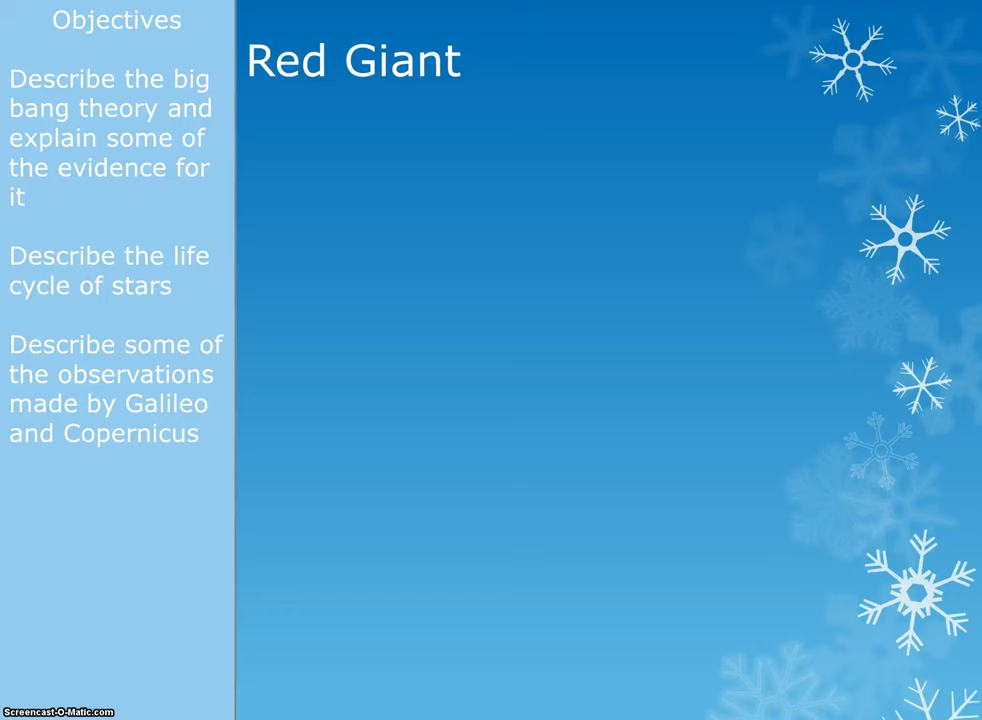 Objectives
Describe the big
bang theory and
explain some of
the evidence for
it
Describe the life
cycle of stars
Describe some of
the observations
made by Galileo
and Copernicus
Red Giant
Screencast-O-Matic.com